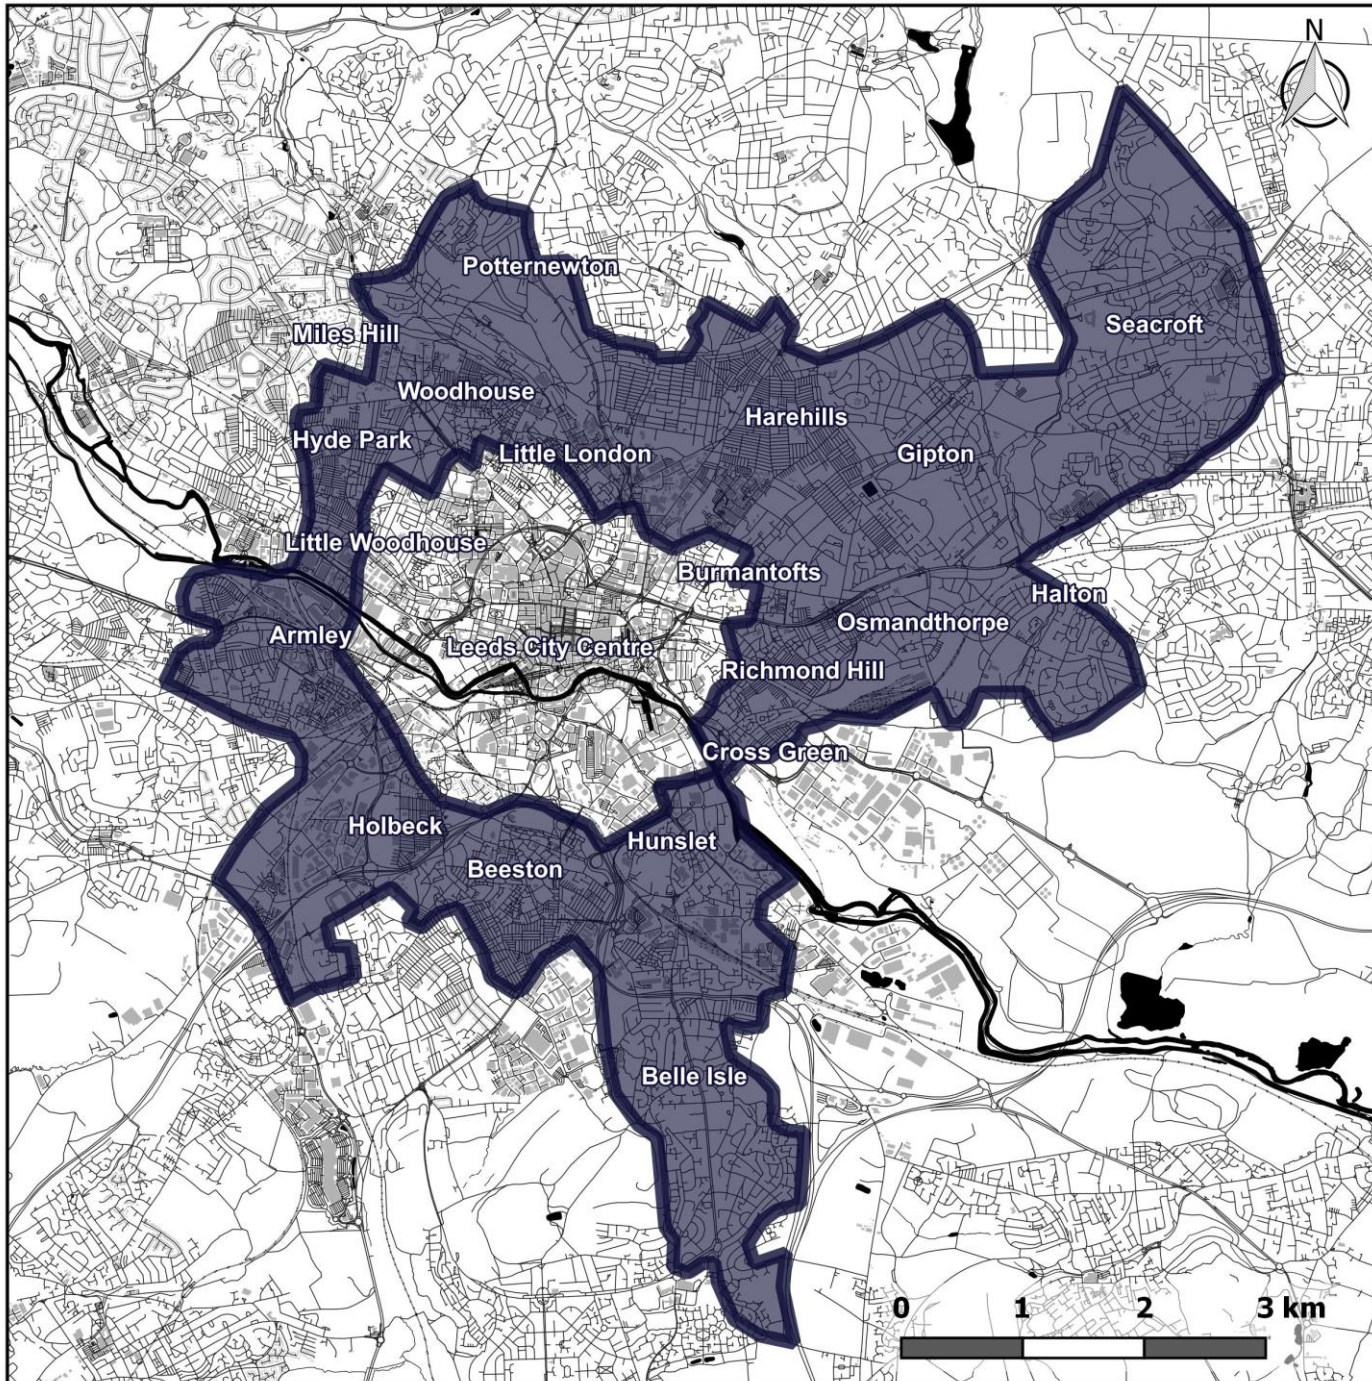 N
Potternewton
Miles Hill
Seacroft
Woodhouse
Harehills
Hyde Park
Little London
Gipton
Little Woodhouse
Burmantofts
Halton
Osmandthorpe
Armley
Leeds City Centre
Richmond Hill
Cross Green
Holbeck
Hunslet
Beeston
Belle Isle
0 1 2 3 km